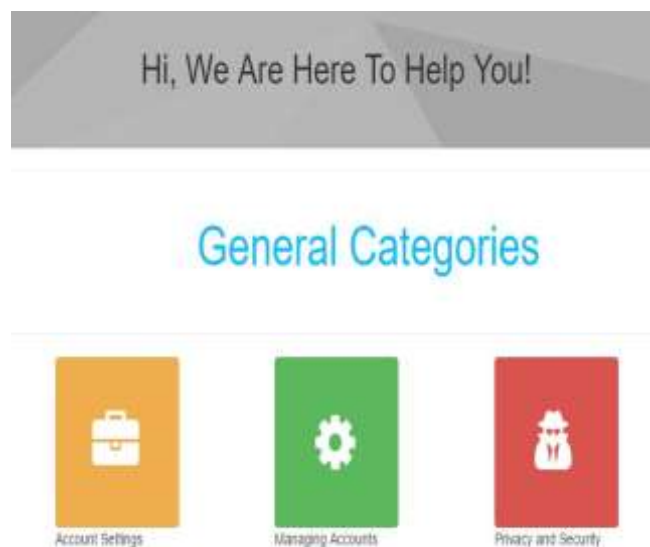 Hi, We Are Here To Help You!
General Categories
Account Settings
Managing Accounts
Privacy and Security